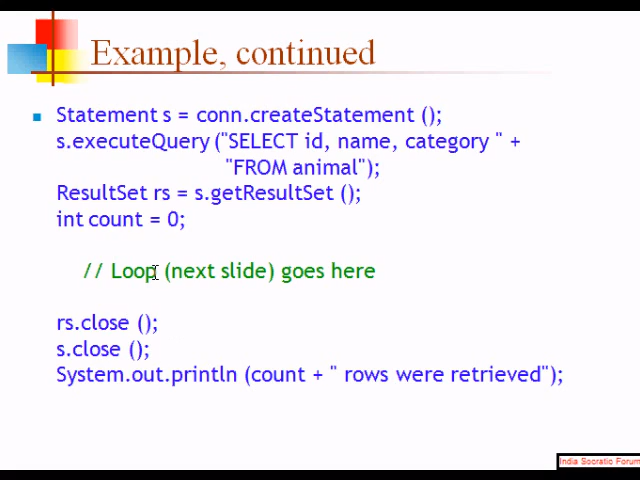 Example, continued
Statement s = conn.createStatement ();
s.executeQuery ("SELECT id, name, category " +
"FROM animal");
ResultSet rs = s.getResultSet ();
int count = 0;
// Loop (next slide) goes here
rs.close ();
s.close ();
System.out.println (count + " rows were retrieved");
India Socratic Forum